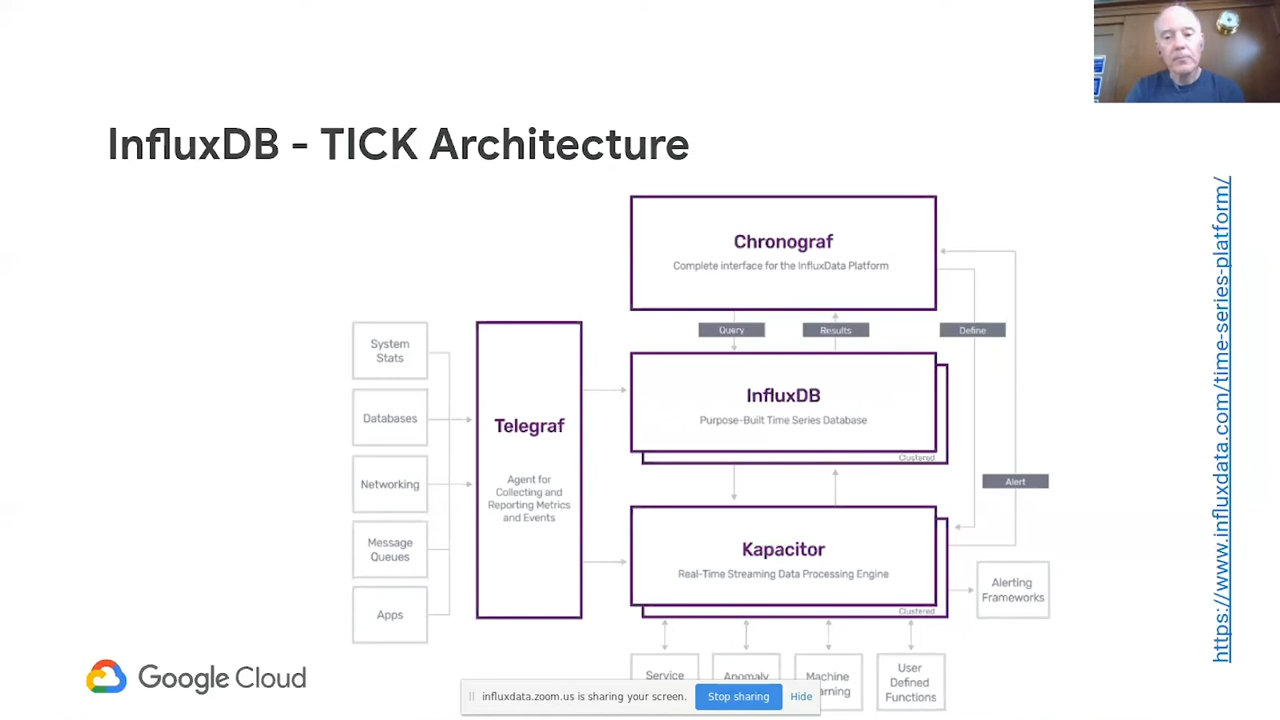 InfluxDB - TICK Architecture
Chronograf
Complete interface for the InfluxData Platform
Query
Results
Define
System
Stats
Databases
Networking
Message
Queues
Apps
Telegraf
Agent for
Collecting and
Reporting Metrics
and Events
InfluxDB
Purpose-Built Time Series Database
Clustered
Alert
Kapacitor
Real-Time Streaming Data Processing Engine
Clustered
Alerting
Frameworks
Service
Anomaly
Machine
User
Defined
Functions
https://www.influxdata.com/time-series-platform/
Google Cloud
influxdata.zoom.us is sharing your screen.
Stop sharing
Hide